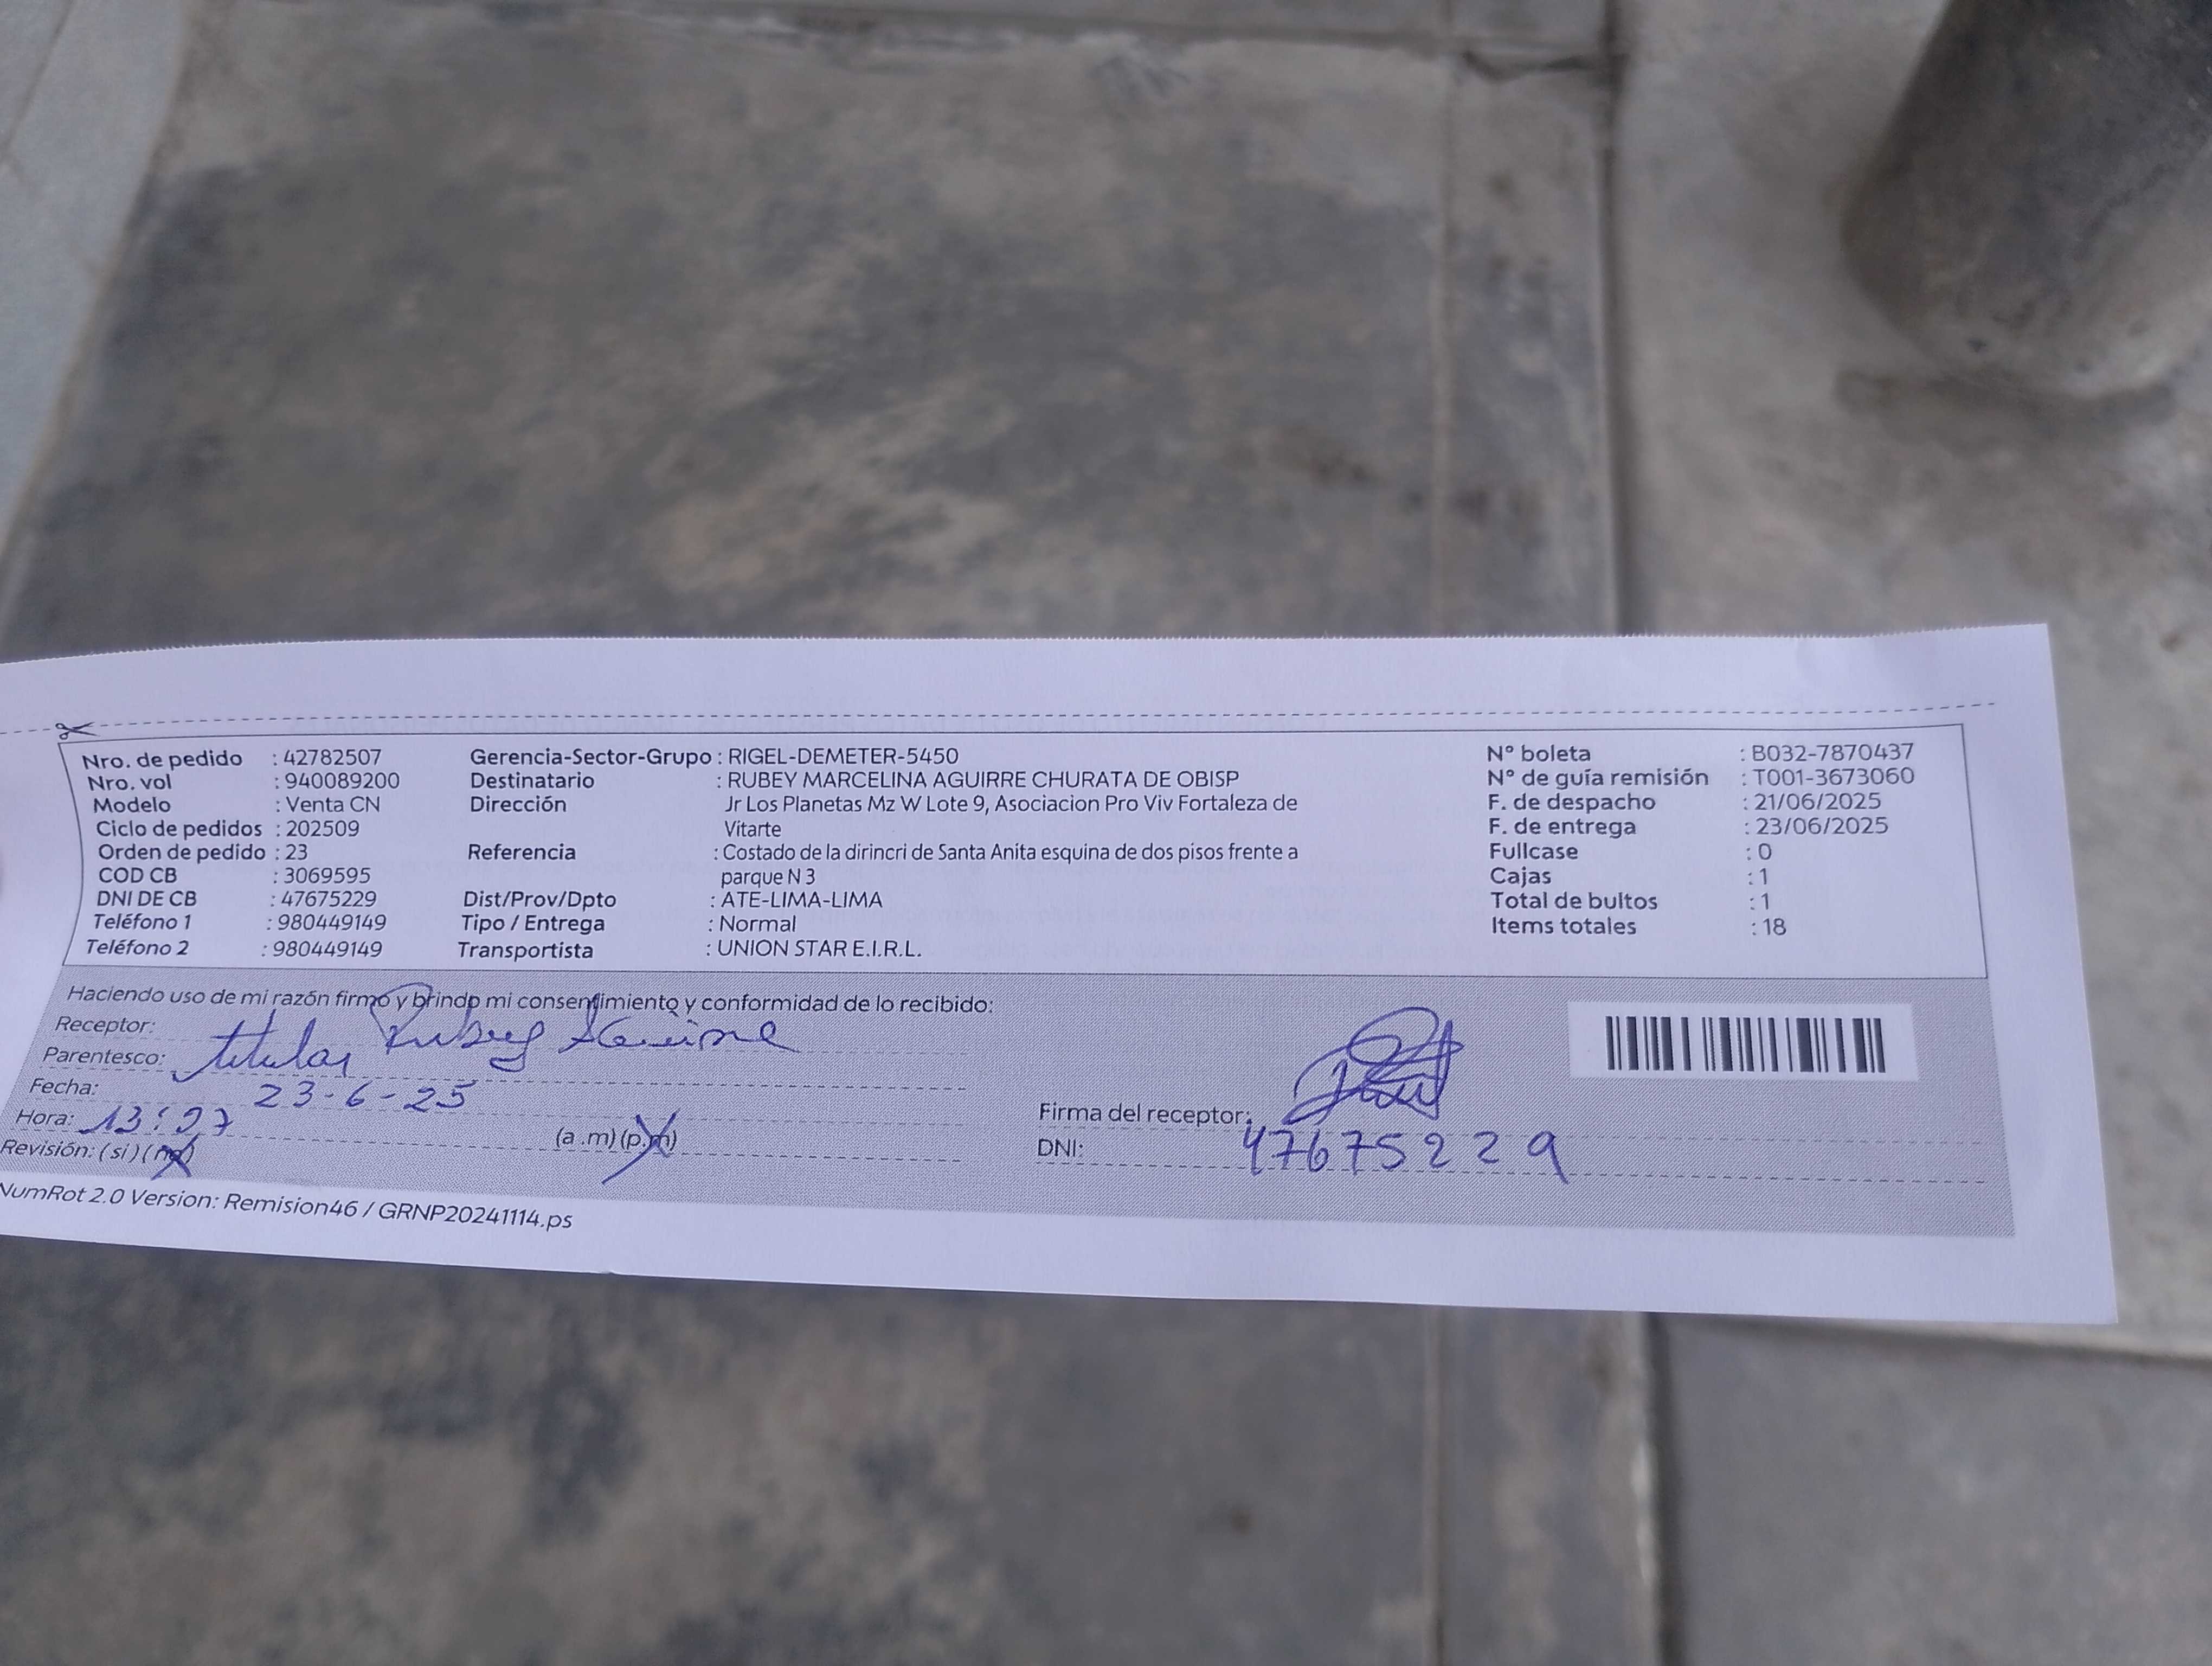 Nro. de pedido : 42782507 Gerencia-Sector-Grupo : RIGEL-DEMETER-5450 N° boleta : B032-7870437
Nro. vol : 940089200 Destinatario : RUBEY MARCELINA AGUIRRE CHURATA DE OBISP N° de guía remisión : T001-3673060
Modelo : Venta CN Dirección Jr Los Planetas Mz W Lote 9, Asociacion Pro Viv Fortaleza de F. de despacho : 21/06/2025
Ciclo de pedidos : 202509 Vitarte F. de entrega : 23/06/2025
Orden de pedido : 23 Referencia : Costado de la dirincri de Santa Anita esquina de dos pisos frente a Fullcase : 0
COD CB : 3069595 parque N 3 Cajas : 1
DNI DE CB : 47675229 Dist/Prov/Dpto : ATE-LIMA-LIMA Total de bultos : 1
Teléfono 1 : 980449149 Tipo / Entrega : Normal Items totales : 18
Teléfono 2 : 980449149 Transportista : UNION STAR E.I.R.L.
Haciendo uso de mi razón firmo y brindo mi consentimiento y conformidad de lo recibido:
Receptor: Rubey Aguirre
Parentesco: titular
Fecha: 23-6-25
Hora: 13:27 (a .m) (p.m) Firma del receptor:
Revisión: (si) (no) DNI: 47675229
NumRot 2.0 Version: Remision46 / GRNP20241114.ps